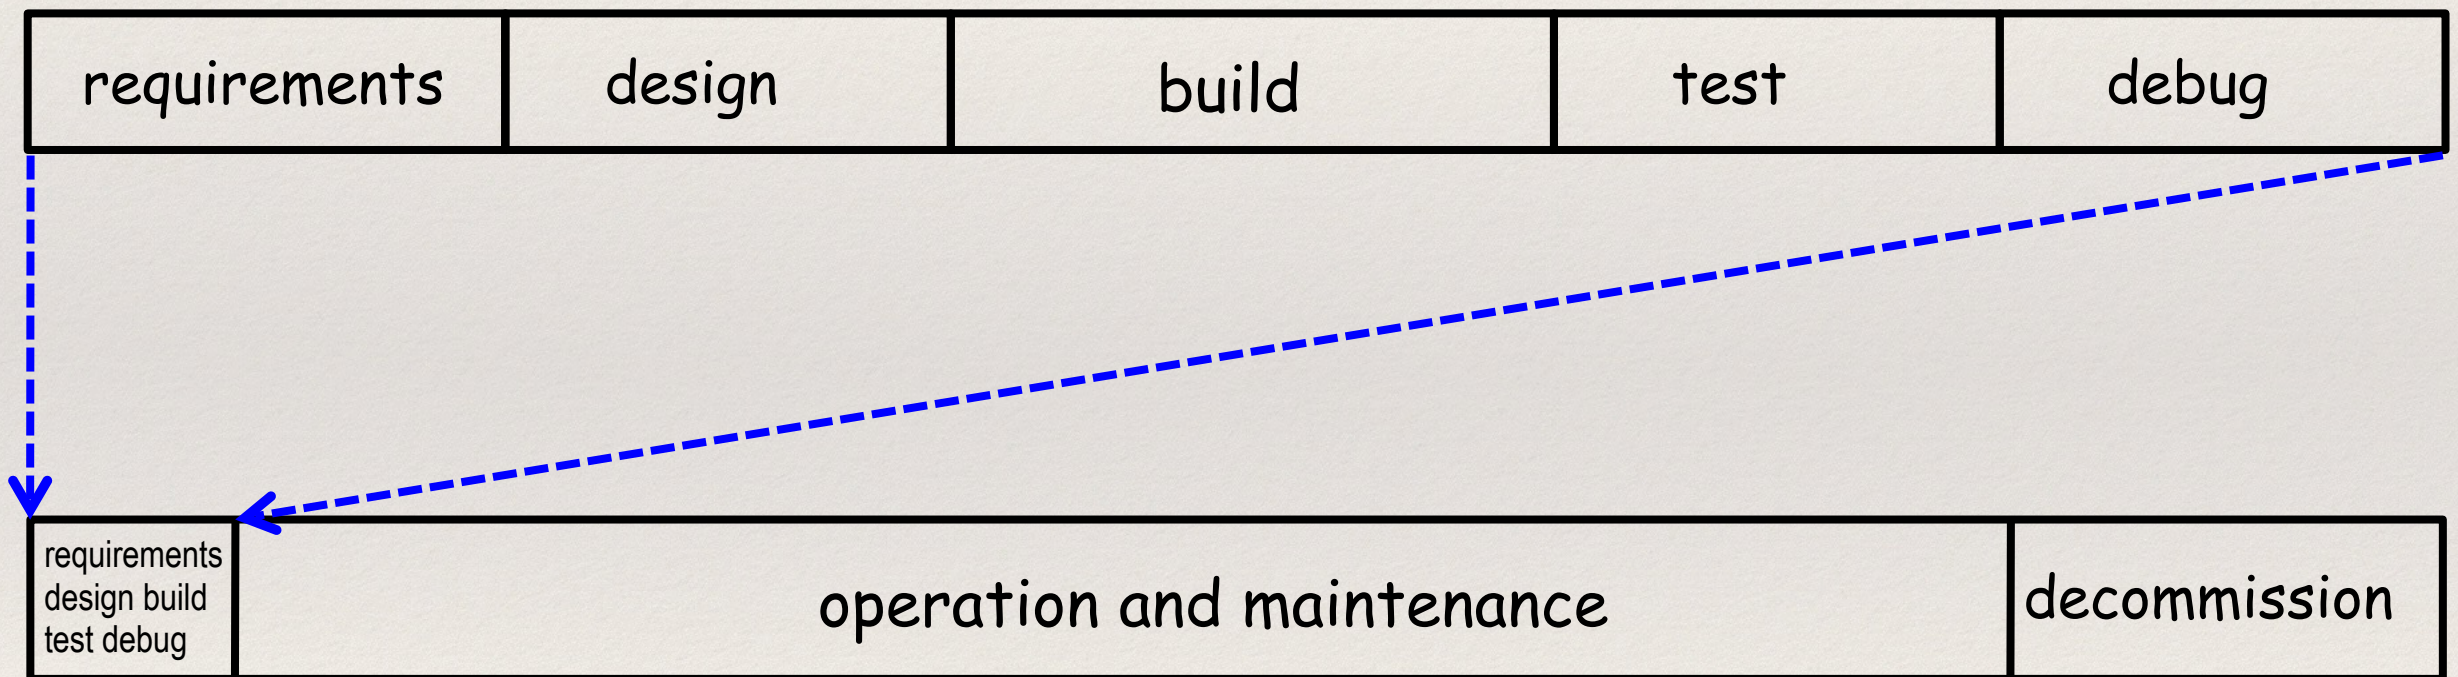 requirements design build test debug
requirements
design build
test debug
operation and maintenance
decommission